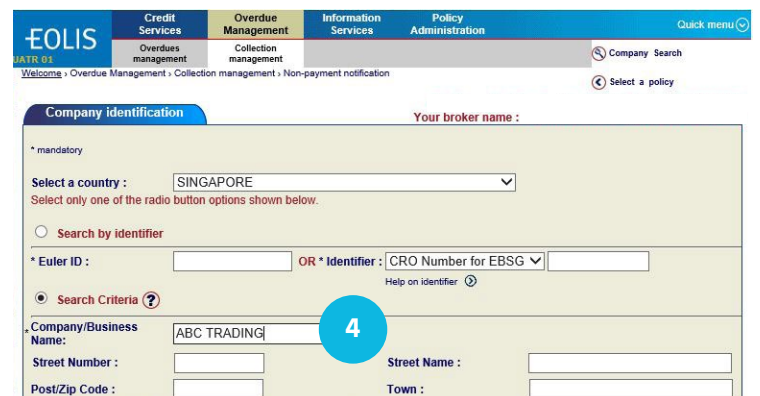 Credit Services
Overdue Management
Information Services
Policy Administration
Quick menu
EOLIS
UATR 01
Overdues management
Collection management
Company Search
Welcome › Overdue Management › Collection management › Non-payment notification
Select a policy
Company identification
Your broker name :
* mandatory
Select a country : SINGAPORE
Select only one of the radio button options shown below.
Search by identifier
* Euler ID : OR * Identifier : CRO Number for EBSG
Help on identifier
Search Criteria ?
* Company/Business Name: ABC TRADING 4
Street Number : Street Name :
Post/Zip Code : Town :